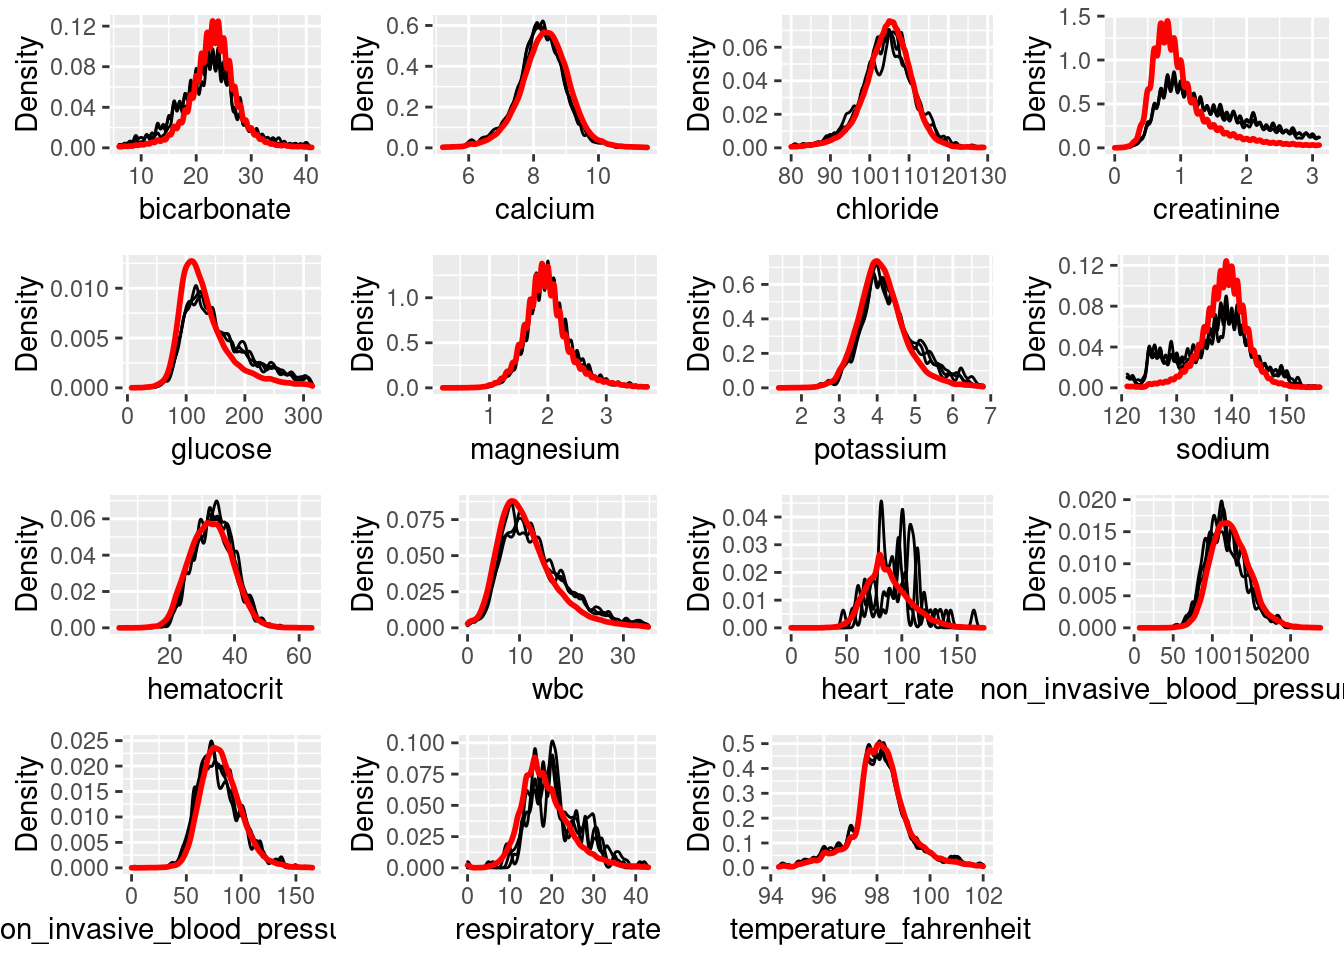 Density 0.12 0.08 0.04 0.00 10 20 30 40 bicarbonate
Density 0.6 0.4 0.2 0.0 6 8 10 calcium
Density 0.06 0.04 0.02 0.00 80 90 100 110 120 130 chloride
Density 1.5 1.0 0.5 0.0 0 1 2 3 creatinine
Density 0.010 0.005 0.000 0 100 200 300 glucose
Density 1.0 0.5 0.0 1 2 3 magnesium
Density 0.6 0.4 0.2 0.0 2 3 4 5 6 7 potassium
Density 0.12 0.08 0.04 0.00 120 130 140 150 sodium
Density 0.06 0.04 0.02 0.00 20 40 60 hematocrit
Density 0.075 0.050 0.025 0.000 0 10 20 30 wbc
Density 0.04 0.03 0.02 0.01 0.00 0 50 100 150 heart_rate
Density 0.020 0.015 0.010 0.005 0.000 0 50 100 150 200 non_invasive_blood_pressur
Density 0.025 0.020 0.015 0.010 0.005 0.000 0 50 100 150 on_invasive_blood_pressu
Density 0.100 0.075 0.050 0.025 0.000 0 10 20 30 40 respiratory_rate
Density 0.5 0.4 0.3 0.2 0.1 0.0 94 96 98 100 102 temperature_fahrenheit